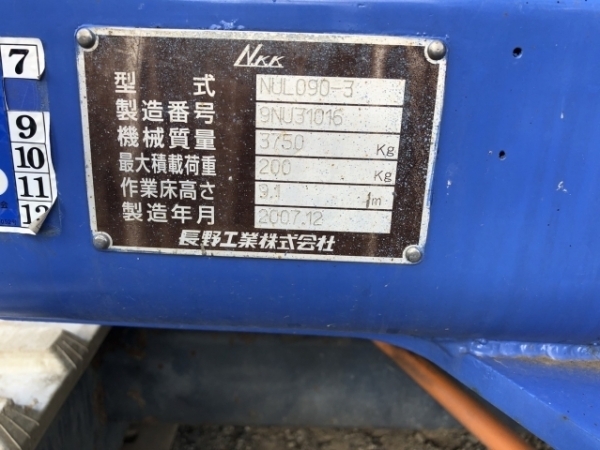 NKK
型式 NUL090-3
製造番号 9NU31016
機械質量 3750 Kg
最大積載荷重 200 Kg
作業床高さ 9.1 m
製造年月 2007.12
長野工業株式会社
7
9
10
11
12